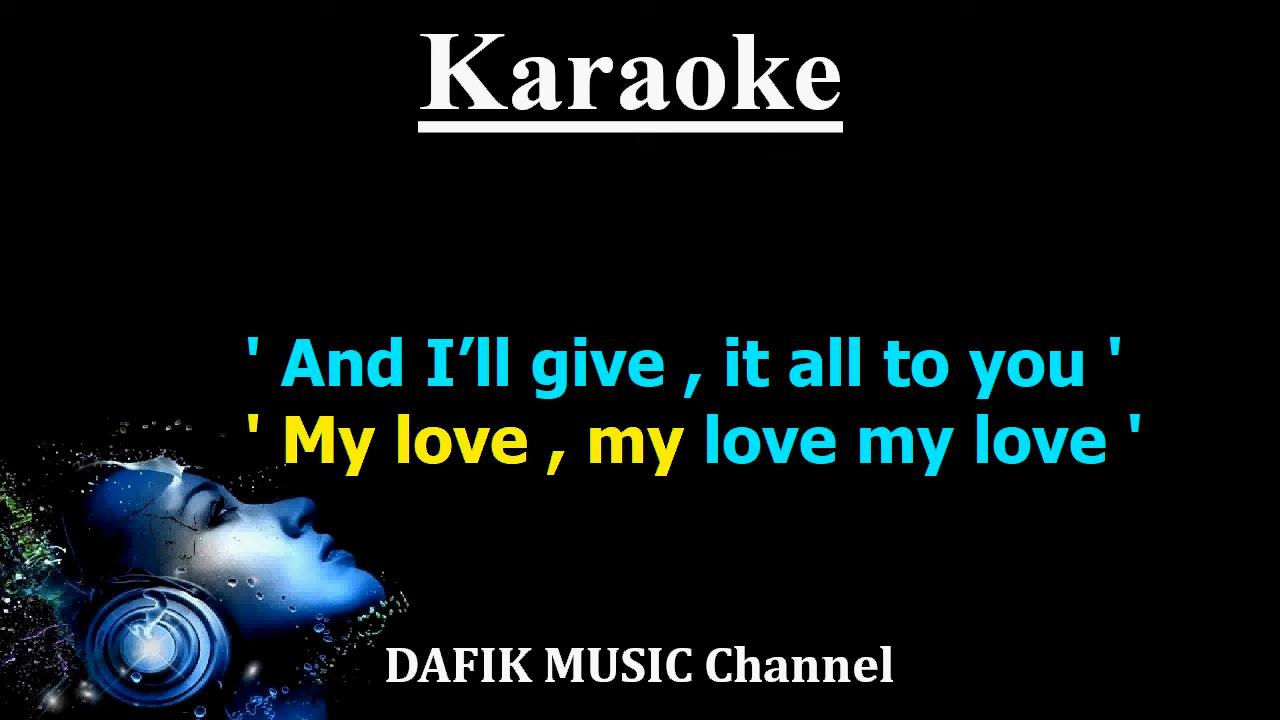 Karaoke
' And I’ll give , it all to you '
' My love , my love my love '
DAFIK MUSIC Channel